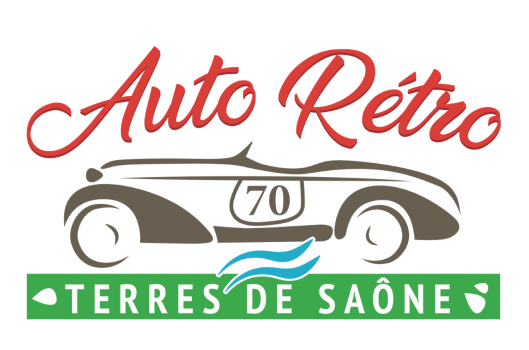 Auto Rétro
70
TERRES DE SAÔNE